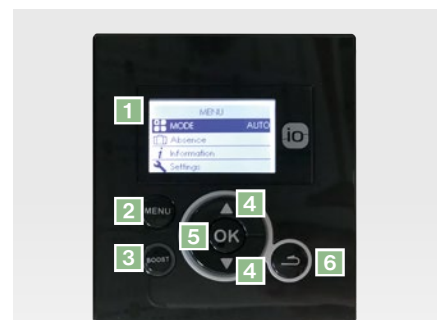 1
MENU
MODE AUTO
Absence
Information
Settings
io
2 MENU
4
5 OK
3 BOOST
4
6